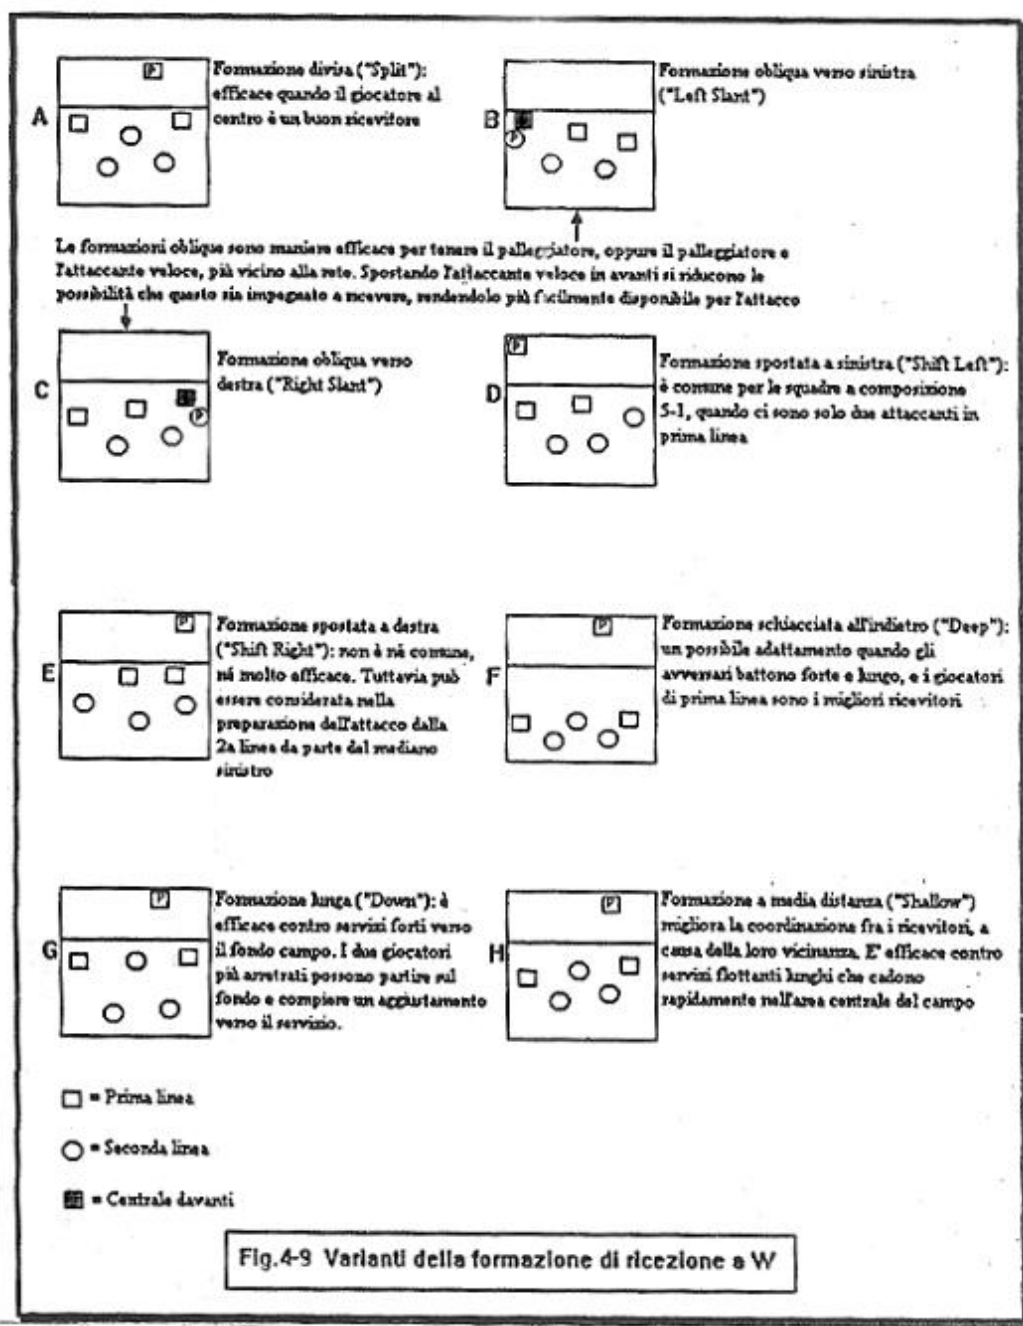 A
P
Formazione divisa ("Split"):
efficace quando il giocatore al
centro è un buon ricevitore
B
P
Formazione obliqua verso sinistra
("Left Slant")
Le formazioni oblique sono maniere efficace per tenere il palleggiatore, oppure il palleggiatore e
l'attaccante veloce, più vicino alla rete. Spostando l'attaccante veloce in avanti si riducono le
possibilità che questo sia impegnato a ricevere, rendendolo più facilmente disponibile per l'attacco
C
P
Formazione obliqua verso
destra ("Right Slant")
D
P
Formazione spostata a sinistra ("Shift Left"):
è comune per le squadre a composizione
5-1, quando ci sono solo due attaccanti in
prima linea
E
P
Formazione spostata a destra
("Shift Right"): non è né comune,
né molto efficace. Tuttavia può
essere considerata nella
preparazione dell'attacco dalla
2a linea da parte del mediano
sinistro
F
P
Formazione schiacciata all'indietro ("Deep"):
un possibile adattamento quando gli
avversari battono forte e lungo, e i giocatori
di prima linea sono i migliori ricevitori
G
P
Formazione lunga ("Down"): è
efficace contro servizi forti verso
il fondo campo. I due giocatori
più arretrati possono partire sul
fondo e compiere un aggiustamento
verso il servizio.
H
P
Formazione a media distanza ("Shallow")
migliora la coordinazione fra i ricevitori, a
causa della loro vicinanza. E' efficace contro
servizi flottanti lunghi che cadono
rapidamente nell'area centrale del campo
= Prima linea
= Seconda linea
= Centrale davanti
Fig.4-9 Varianti della formazione di ricezione a W